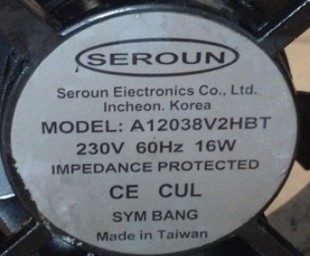 SEROUN
Seroun Electronics Co., Ltd.
Incheon. Korea
MODEL: A12038V2HBT
230V 60Hz 16W
IMPEDANCE PROTECTED
CE CUL
SYM BANG
Made in Taiwan